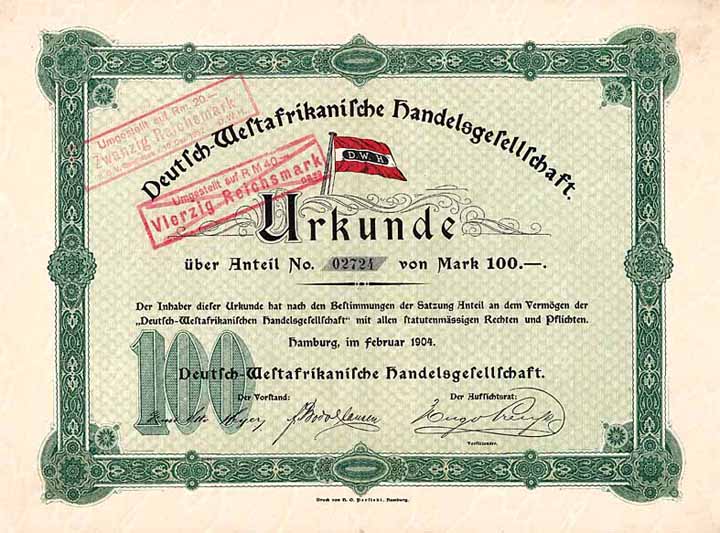 Deutsch-Westafrikanische Handelsgesellschaft.
Umgestellt auf Rm. 20.—
Zwanzig Reichsmark
D.W.H.
Umgestellt auf RM 40.—
Vierzig Reichsmark
D.W.H
Urkunde
über Anteil No. 02724 von Mark 100.—.
Der Inhaber dieser Urkunde hat nach den Bestimmungen der Satzung Anteil an dem Vermögen der
„Deutsch-Westafrikanischen Handelsgesellschaft" mit allen statutenmässigen Rechten und Pflichten.
Hamburg, im Februar 1904.
100
Deutsch-Westafrikanische Handelsgesellschaft.
Der Vorstand: Der Aufsichtsrat:
Vorsitzender.
Druck von Hamburg.